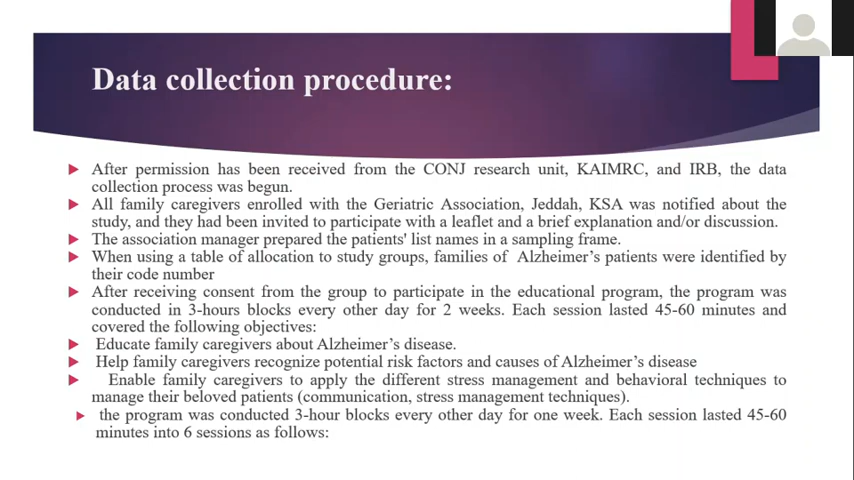 Data collection procedure:
After permission has been received from the CONJ research unit, KAIMRC, and IRB, the data
collection process was begun.
All family caregivers enrolled with the Geriatric Association, Jeddah, KSA was notified about the
study, and they had been invited to participate with a leaflet and a brief explanation and/or discussion.
The association manager prepared the patients' list names in a sampling frame.
When using a table of allocation to study groups, families of Alzheimer's patients were identified by
their code number
After receiving consent from the group to participate in the educational program, the program was
conducted in 3-hours blocks every other day for 2 weeks. Each session lasted 45-60 minutes and
covered the following objectives:
Educate family caregivers about Alzheimer's disease.
Help family caregivers recognize potential risk factors and causes of Alzheimer's disease
Enable family caregivers to apply the different stress management and behavioral techniques to
manage their beloved patients (communication, stress management techniques).
the program was conducted 3-hour blocks every other day for one week. Each session lasted 45-60
minutes into 6 sessions as follows: